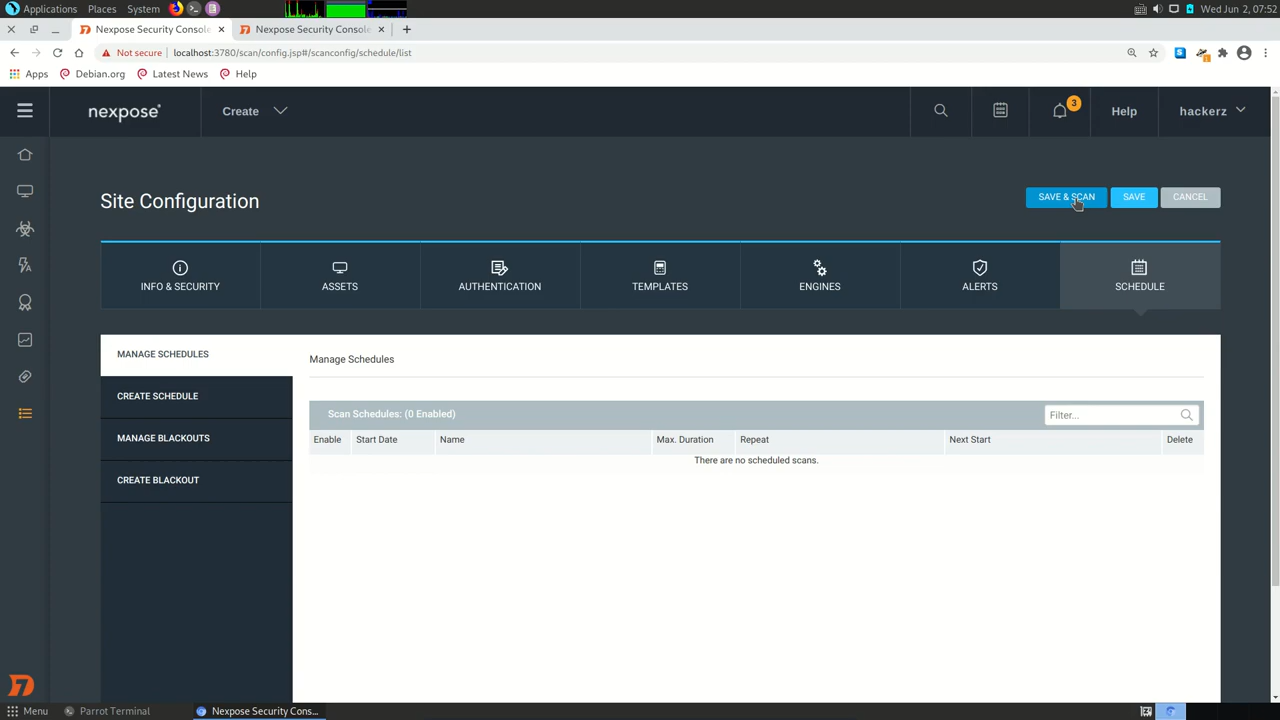 Applications Places System Wed Jun 2, 07:52
Nexpose Security Console Nexpose Security Console
Not secure localhost:3780/scan/config.jsp#/scanconfig/schedule/list
Apps Debian.org Latest News Help
nexpose Create 3 Help hackerz
Site Configuration SAVE & SCAN SAVE CANCEL
INFO & SECURITY ASSETS AUTHENTICATION TEMPLATES ENGINES ALERTS SCHEDULE
MANAGE SCHEDULES
CREATE SCHEDULE
MANAGE BLACKOUTS
CREATE BLACKOUT
Manage Schedules
Scan Schedules: (0 Enabled) Filter...
Enable Start Date Name Max. Duration Repeat Next Start Delete
There are no scheduled scans.
Menu Parrot Terminal Nexpose Security Cons...